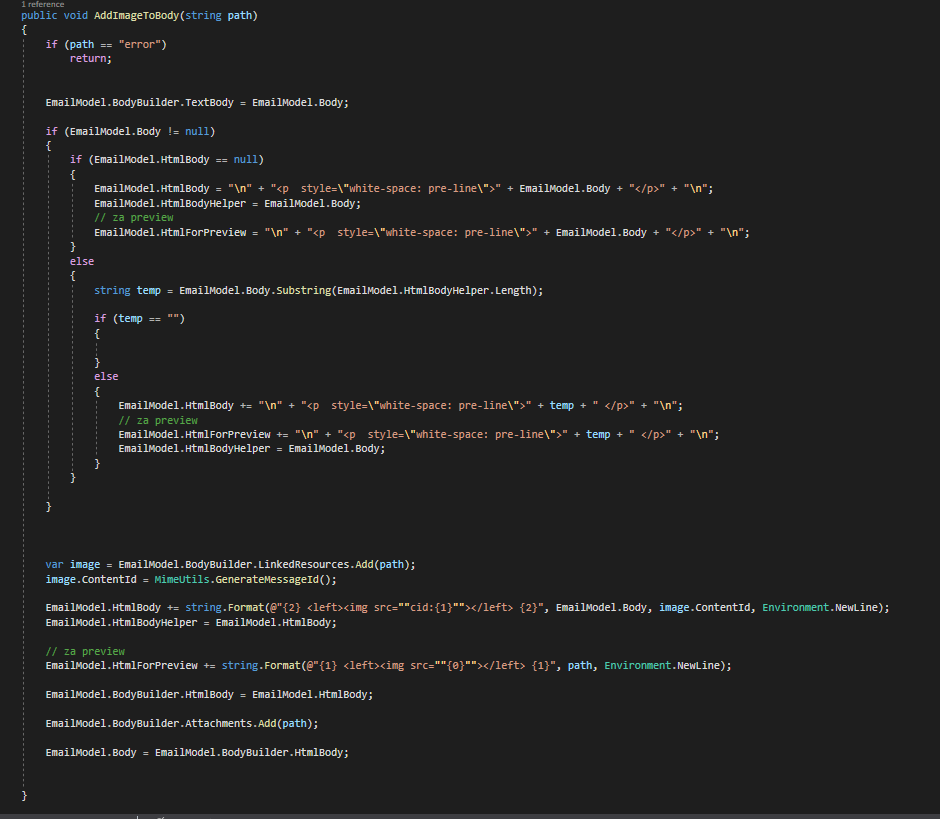 1 reference
public void AddImageToBody(string path)
{
if (path == "error")
return;
EmailModel.BodyBuilder.TextBody = EmailModel.Body;
if (EmailModel.Body != null)
{
if (EmailModel.HtmlBody == null)
{
EmailModel.HtmlBody = "\n" + "<p  style=\"white-space: pre-line\">" + EmailModel.Body + "</p>" + "\n";
EmailModel.HtmlBodyHelper = EmailModel.Body;
// za preview
EmailModel.HtmlForPreview = "\n" + "<p  style=\"white-space: pre-line\">" + EmailModel.Body + "</p>" + "\n";
}
else
{
string temp = EmailModel.Body.Substring(EmailModel.HtmlBodyHelper.Length);
if (temp == "")
{
}
else
{
EmailModel.HtmlBody += "\n" + "<p  style=\"white-space: pre-line\">" + temp + " </p>" + "\n";
// za preview
EmailModel.HtmlForPreview += "\n" + "<p  style=\"white-space: pre-line\">" + temp + " </p>" + "\n";
EmailModel.HtmlBodyHelper = EmailModel.Body;
}
}
}
var image = EmailModel.BodyBuilder.LinkedResources.Add(path);
image.ContentId = MimeUtils.GenerateMessageId();
EmailModel.HtmlBody += string.Format(@"{2} <left><img src=""cid:{1}""></left> {2}", EmailModel.Body, image.ContentId, Environment.NewLine);
EmailModel.HtmlBodyHelper = EmailModel.HtmlBody;
// za preview
EmailModel.HtmlForPreview += string.Format(@"{1} <left><img src=""{0}""></left> {1}", path, Environment.NewLine);
EmailModel.BodyBuilder.HtmlBody = EmailModel.HtmlBody;
EmailModel.BodyBuilder.Attachments.Add(path);
EmailModel.Body = EmailModel.BodyBuilder.HtmlBody;
}